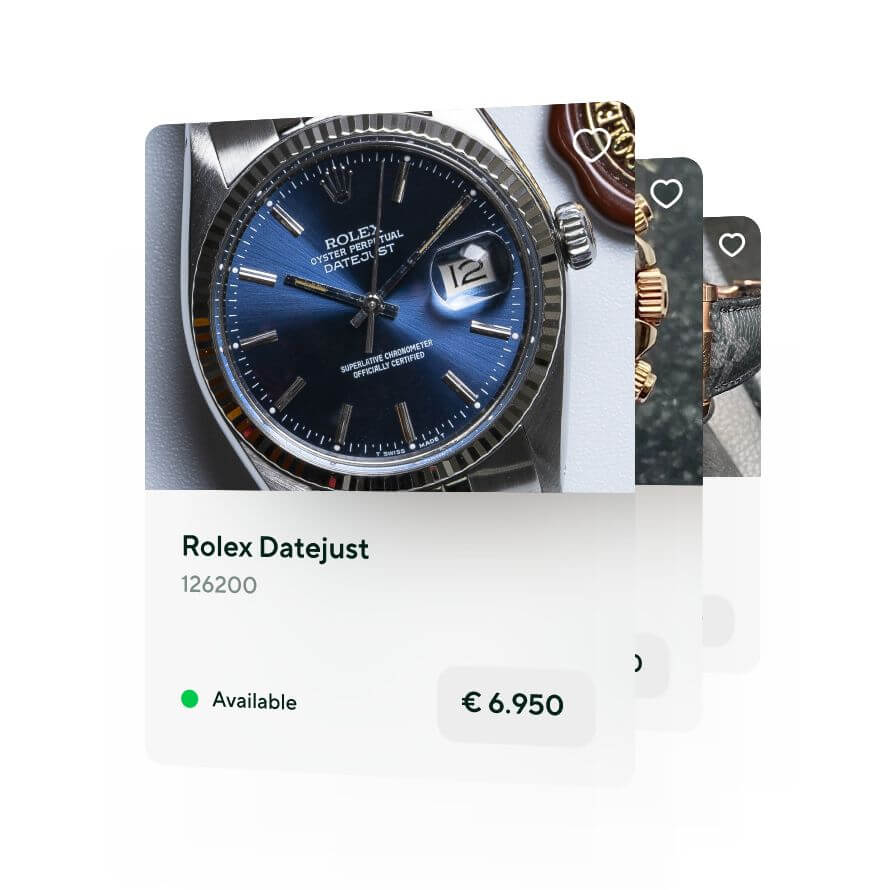 ROLEX
OYSTER PERPETUAL
DATEJUST
12
SUPERLATIVE CHRONOMETER
OFFICIALLY CERTIFIED
T SWISS MADE T
Rolex Datejust
126200
Available
€ 6.950